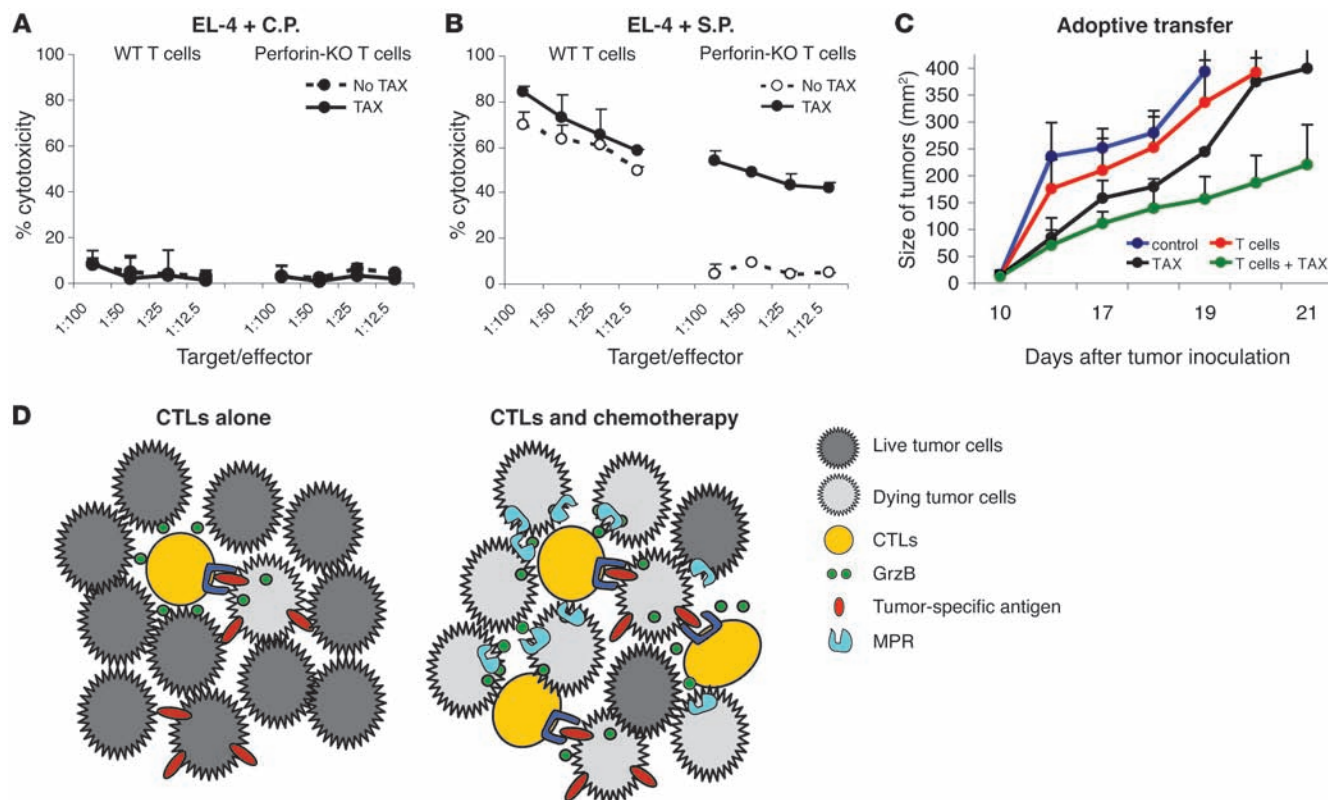 A
EL-4 + C.P.
WT T cells
Perforin-KO T cells
No TAX
TAX
% cytotoxicity
100
80
60
40
20
0
1:100
1:50
1:25
1:12.5
1:100
1:50
1:25
1:12.5
Target/effector
B
EL-4 + S.P.
WT T cells
Perforin-KO T cells
No TAX
TAX
% cytotoxicity
100
80
60
40
20
0
1:100
1:50
1:25
1:12.5
1:100
1:50
1:25
1:12.5
Target/effector
C
Adoptive transfer
Size of tumors (mm²)
400
350
300
250
200
150
100
50
0
control
T cells
TAX
T cells + TAX
10
17
19
21
Days after tumor inoculation
D
CTLs alone
CTLs and chemotherapy
Live tumor cells
Dying tumor cells
CTLs
GrzB
Tumor-specific antigen
MPR